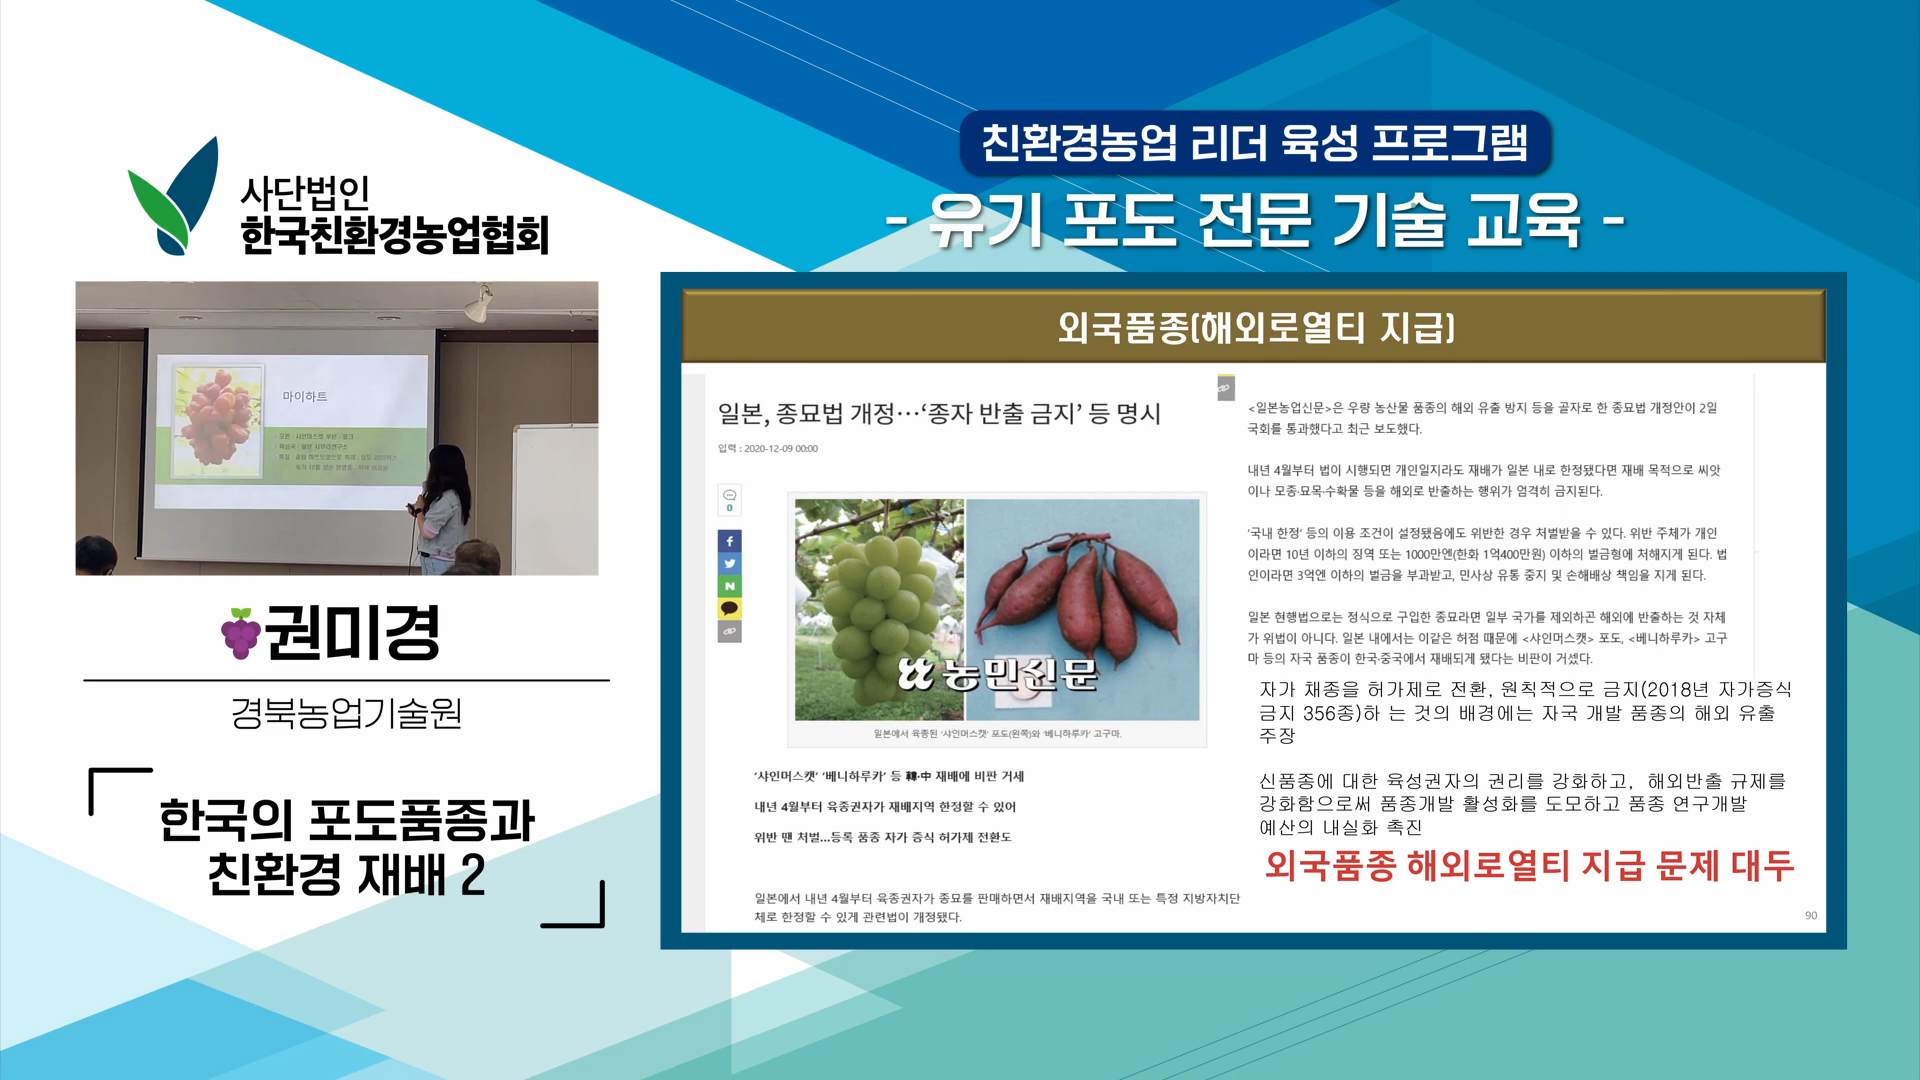 사단법인
한국친환경농업협회
마이하트
권미경
경북농업기술원
한국의 포도품종과
친환경 재배 2
친환경농업 리더 육성 프로그램
- 유기 포도 전문 기술 교육 -
외국품종(해외로열티 지급)
일본, 종묘법 개정…‘종자 반출 금지’ 등 명시
입력 : 2020-12-09 00:00
0
농민신문
일본에서 육종된 ‘샤인머스캣’ 포도(왼쪽)와 ‘베니하루카’ 고구마.
‘샤인머스캣’ ‘베니하루카’ 등 韓·中 재배에 비판 거세
내년 4월부터 육종권자가 재배지역 한정할 수 있어
위반 땐 처벌…등록 품종 자가 증식 허가제 전환도
일본에서 내년 4월부터 육종권자가 종묘를 판매하면서 재배지역을 국내 또는 특정 지방자치단
체로 한정할 수 있게 관련법이 개정됐다.
<일본농업신문>은 우량 농산물 품종의 해외 유출 방지 등을 골자로 한 종묘법 개정안이 2일
국회를 통과했다고 최근 보도했다.
내년 4월부터 법이 시행되면 개인일지라도 재배가 일본 내로 한정됐다면 재배 목적으로 씨앗
이나 모종·묘목·수확물 등을 해외로 반출하는 행위가 엄격히 금지된다.
‘국내 한정’ 등의 이용 조건이 설정됐음에도 위반한 경우 처벌받을 수 있다. 위반 주체가 개인
이라면 10년 이하의 징역 또는 1000만엔(한화 1억400만원) 이하의 벌금형에 처해지게 된다. 법
인이라면 3억엔 이하의 벌금을 부과받고, 민사상 유통 중지 및 손해배상 책임을 지게 된다.
일본 현행법으로는 정식으로 구입한 종묘라면 일부 국가를 제외하곤 해외에 반출하는 것 자체
가 위법이 아니다. 일본 내에서는 이같은 허점 때문에 <샤인머스캣> 포도, <베니하루카> 고구
마 등의 자국 품종이 한국·중국에서 재배되게 됐다는 비판이 거셌다.
자가 채종을 허가제로 전환, 원칙적으로 금지(2018년 자가증식
금지 356종)하 는 것의 배경에는 자국 개발 품종의 해외 유출
주장
신품종에 대한 육성권자의 권리를 강화하고, 해외반출 규제를
강화함으로써 품종개발 활성화를 도모하고 품종 연구개발
예산의 내실화 촉진
외국품종 해외로열티 지급 문제 대두
90